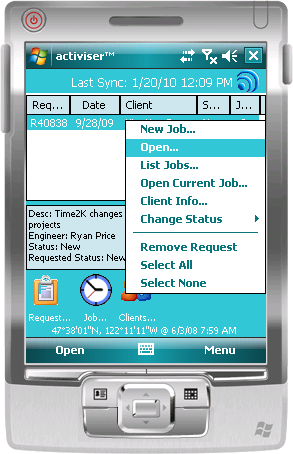 activiser™
Last Sync: 1/20/10 12:09 PM
Req... Date Client S... J...
R40838 9/28/09
New Job...
Open...
List Jobs...
Open Current Job...
Client Info...
Change Status
Remove Request
Select All
Select None
Desc: Time2K changes
projects
Engineer: Ryan Price
Status: New
Requested Status: New
Request... Job... Clients...
47°38'01"N, 122°11'11"W @ 6/3/08 7:59 AM
Open Menu